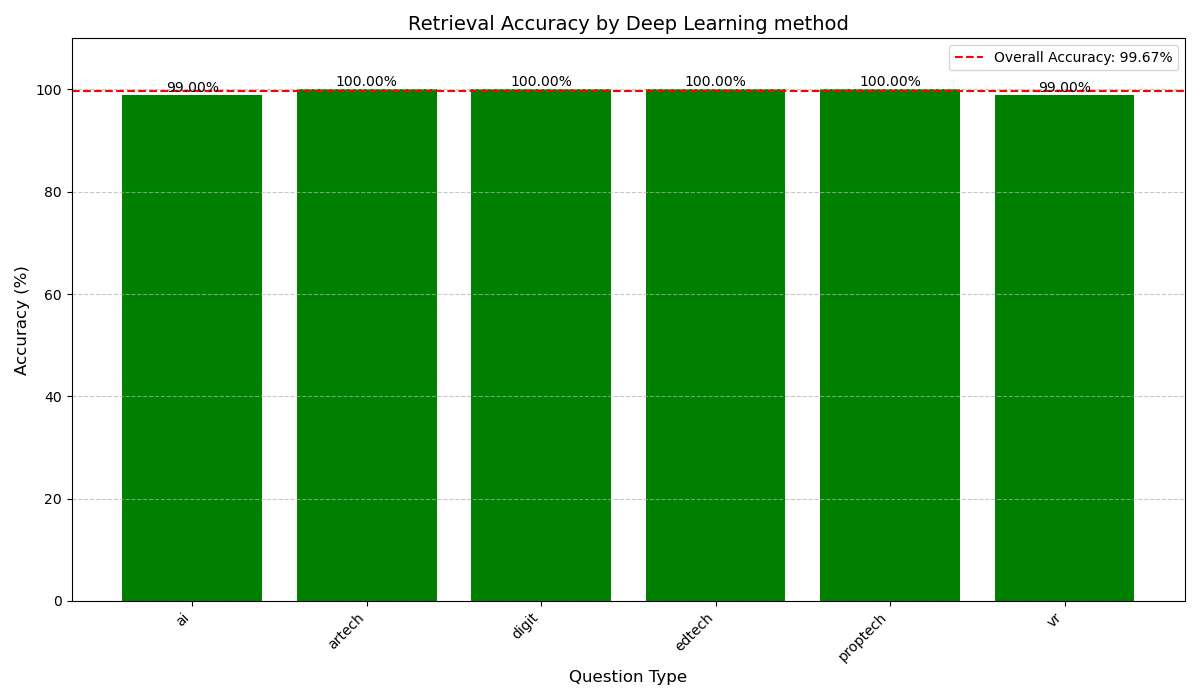 Retrieval Accuracy by Deep Learning method
Overall Accuracy: 99.67%
99.00%
100.00%
100.00%
100.00%
100.00%
99.00%
100
80
60
40
20
0
Accuracy (%)
ai
artech
digit
edtech
proptech
vr
Question Type